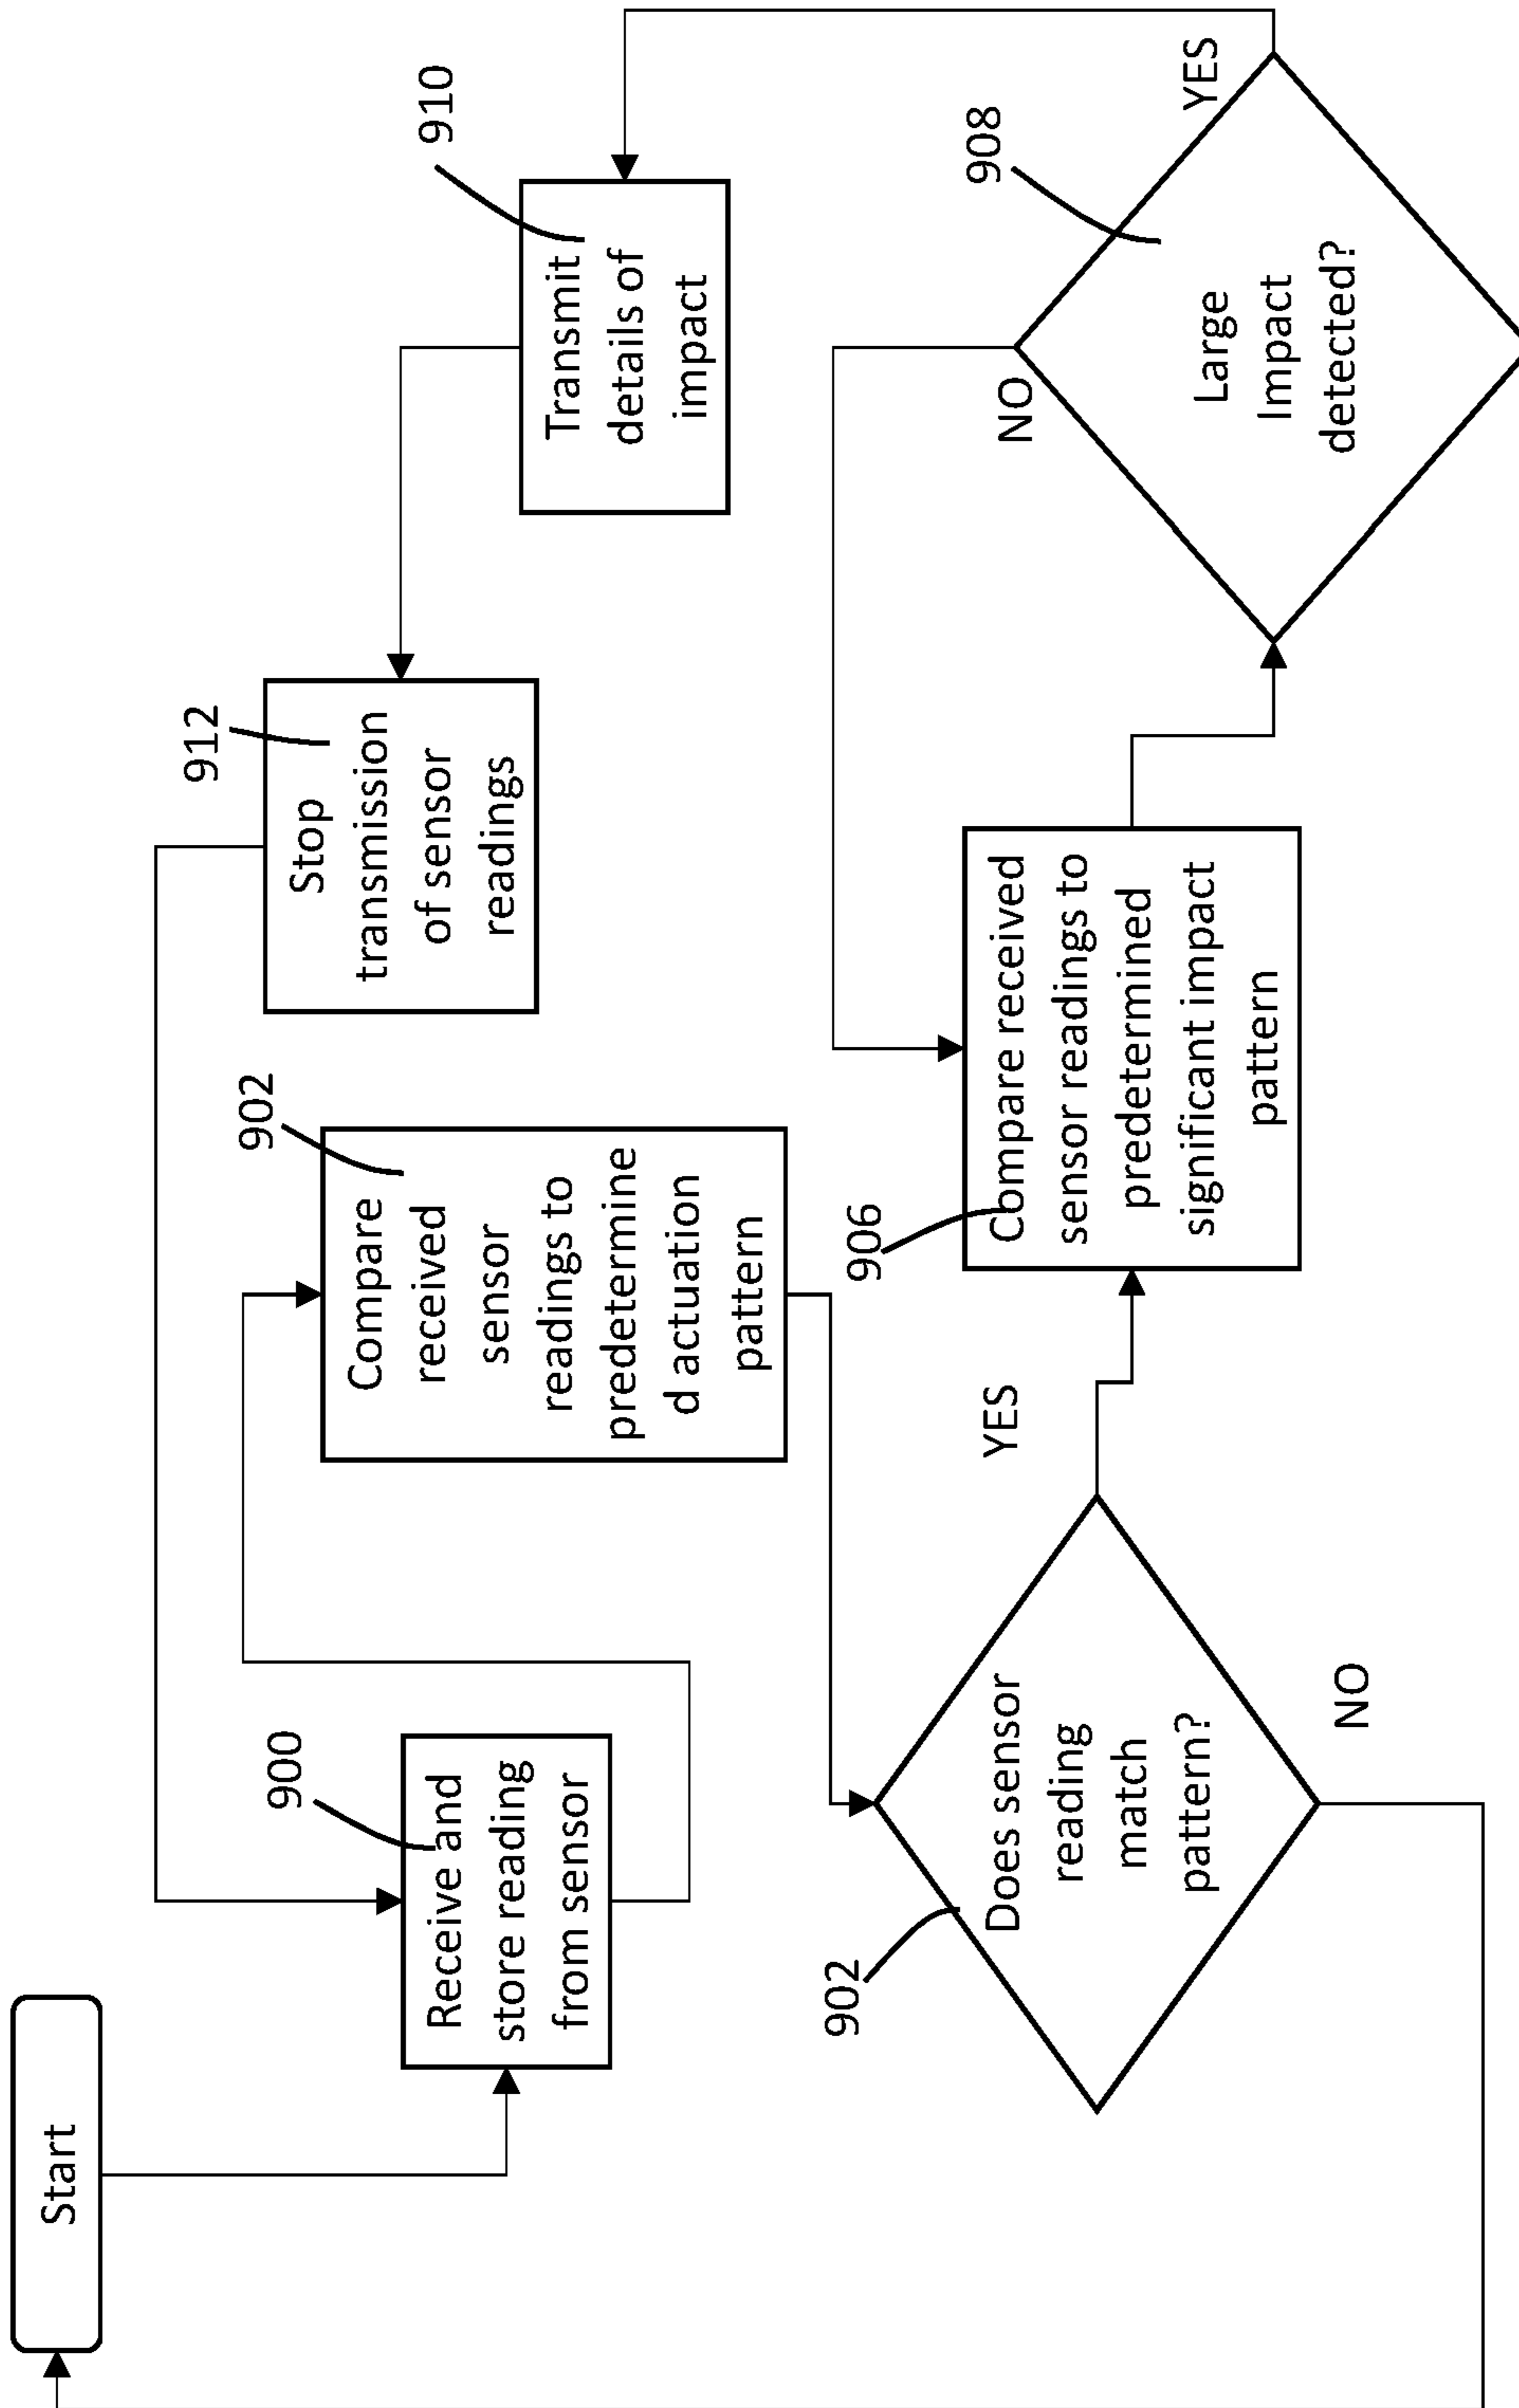 Start
900
Receive and
store reading
from sensor
902
Compare
received
sensor
readings to
predetermine
d actuation
pattern
912
Stop
transmission
of sensor
readings
910
Transmit
details of
impact
902
Does sensor
reading
match
pattern?
YES
NO
906
Compare received
sensor readings to
predetermined
significant impact
pattern
908
Large
Impact
detected?
NO
YES